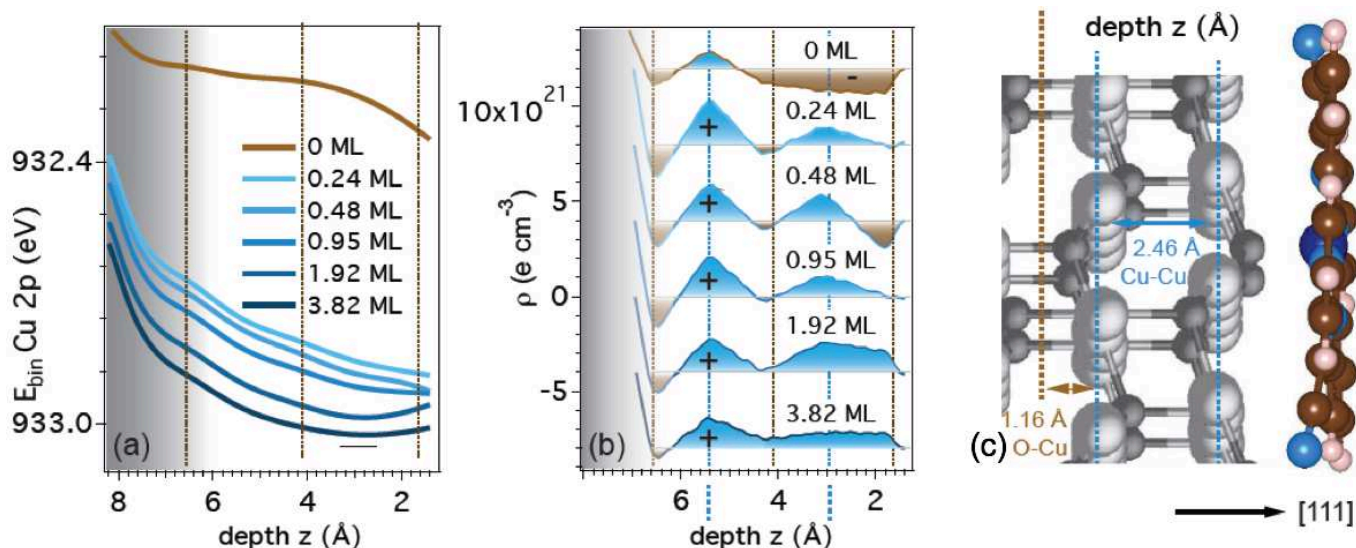 932.4
933.0
E_bin Cu 2p (eV)
0 ML
0.24 ML
0.48 ML
0.95 ML
1.92 ML
3.82 ML
(a)
8 6 4 2
depth z (Å)
10x10^21
5
0
-5
ρ (e cm^-3)
0 ML
-
0.24 ML
+
0.48 ML
+
0.95 ML
+
1.92 ML
+
3.82 ML
+
(b)
6 4 2
depth z (Å)
depth z (Å)
2.46 Å
Cu-Cu
1.16 Å
O-Cu
(c)
[111]